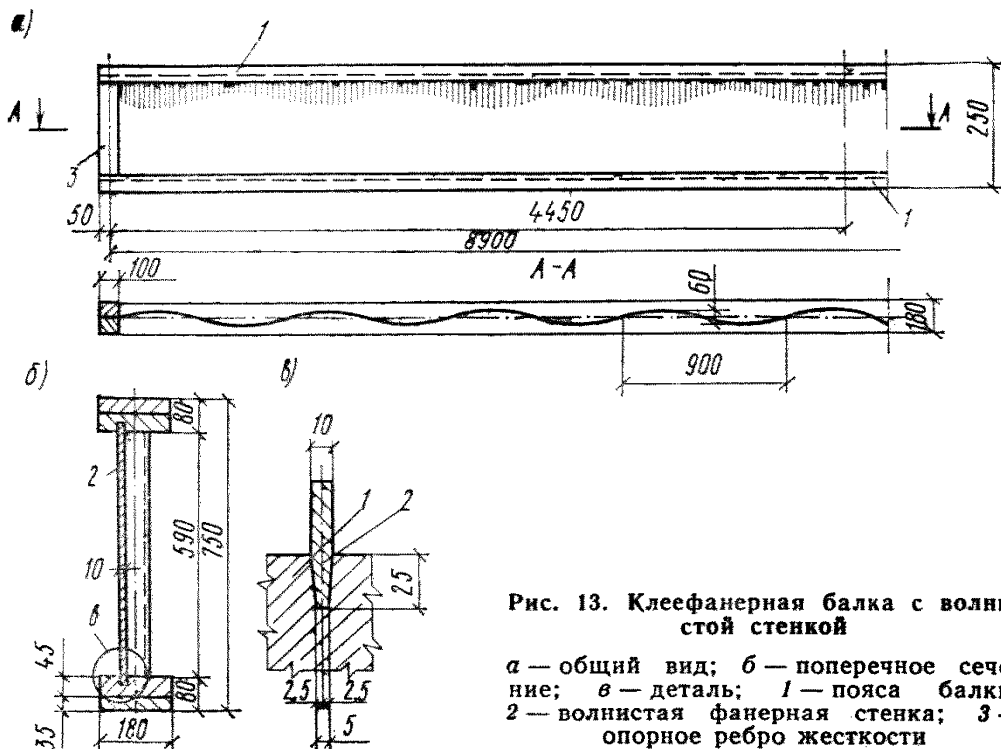 а)
1
А
А
250
3
50
4450
1
8900
100
А-А
60
180
900
б)
в)
80
10
2
1
2
590
750
25
10
в
45
80
2,5
2,5
35
180
5
Рис. 13. Клеефанерная балка с волни
стой стенкой
а — общий вид; б — поперечное сече
ние; в — деталь; 1 — пояса балки
2 — волнистая фанерная стенка; 3 -
опорное ребро жесткости